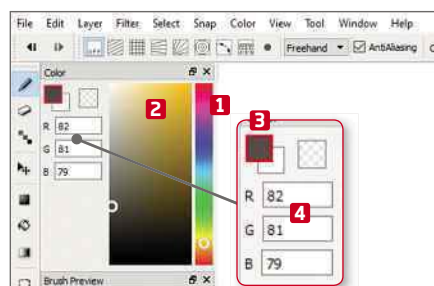 File Edit Layer Filter Select Snap Color View Tool Window Help
Freehand AntiAliasing
Color
R 82
G 81
B 79
2
1
3
R 82
G 81
4
B 79
Brush Preview